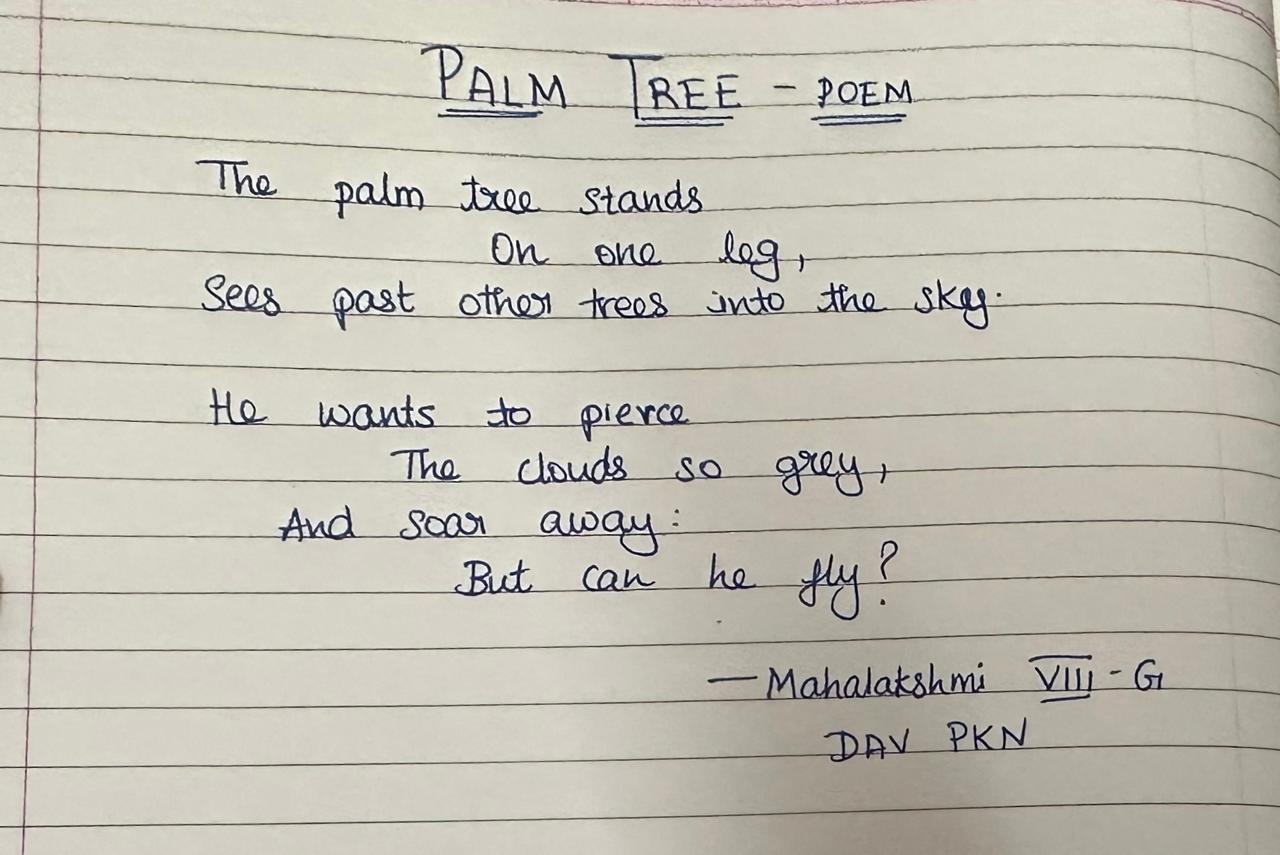 PALM TREE - POEM
The palm tree stands
On one leg,
Sees past other trees into the sky.
He wants to pierce
The clouds so grey,
And soar away:
But can he fly?
— Mahalakshmi VIII - G
DAV PKN